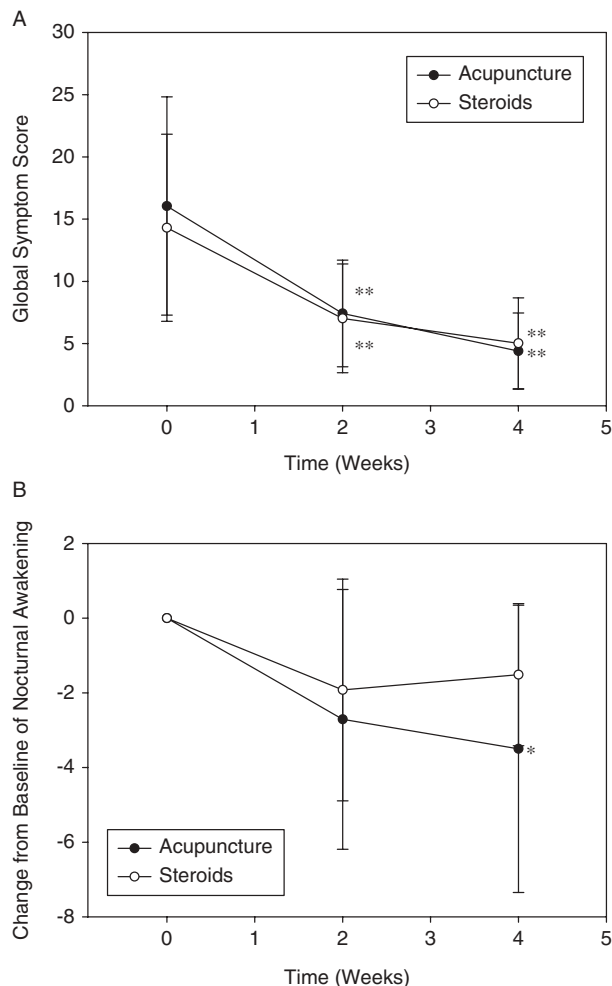 A
30
25
20
15
10
5
0
Global Symptom Score
Acupuncture
Steroids
**
**
**
**
0 1 2 3 4 5
Time (Weeks)
B
2
0
-2
-4
-6
-8
Change from Baseline of Nocturnal Awakening
*
Acupuncture
Steroids
0 1 2 3 4 5
Time (Weeks)